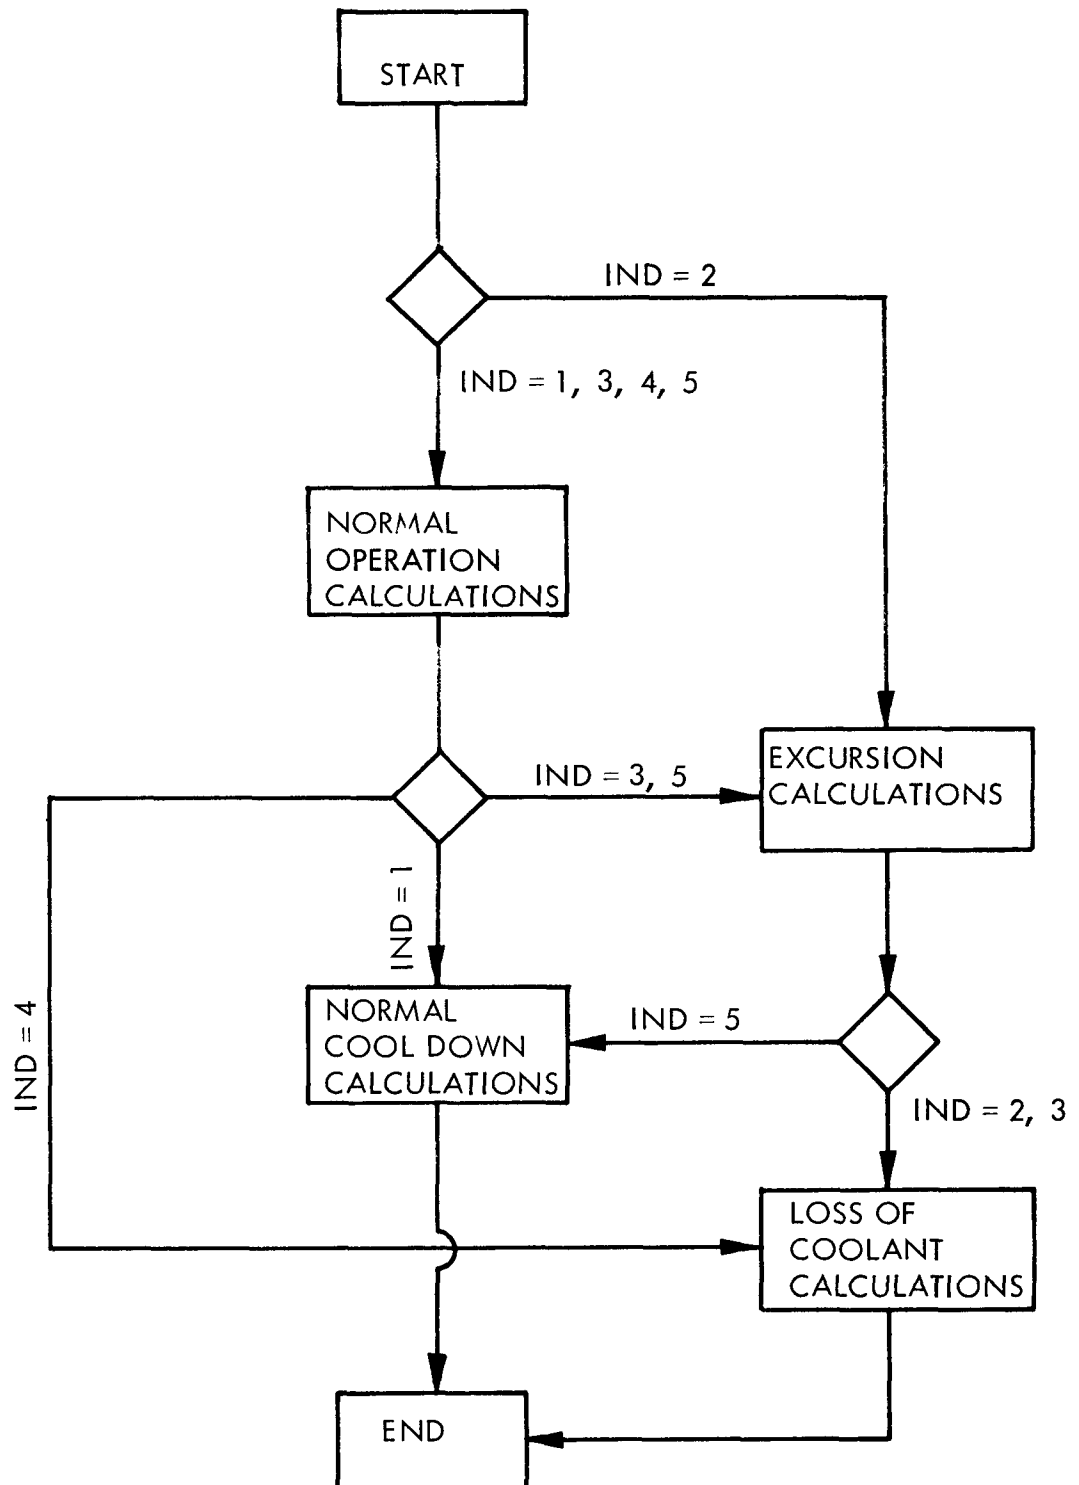 START
IND = 2
IND = 1, 3, 4, 5
NORMAL
OPERATION
CALCULATIONS
EXCURSION
CALCULATIONS
IND = 3, 5
IND = 1
IND = 4
NORMAL
COOL DOWN
CALCULATIONS
IND = 5
IND = 2, 3
LOSS OF
COOLANT
CALCULATIONS
END